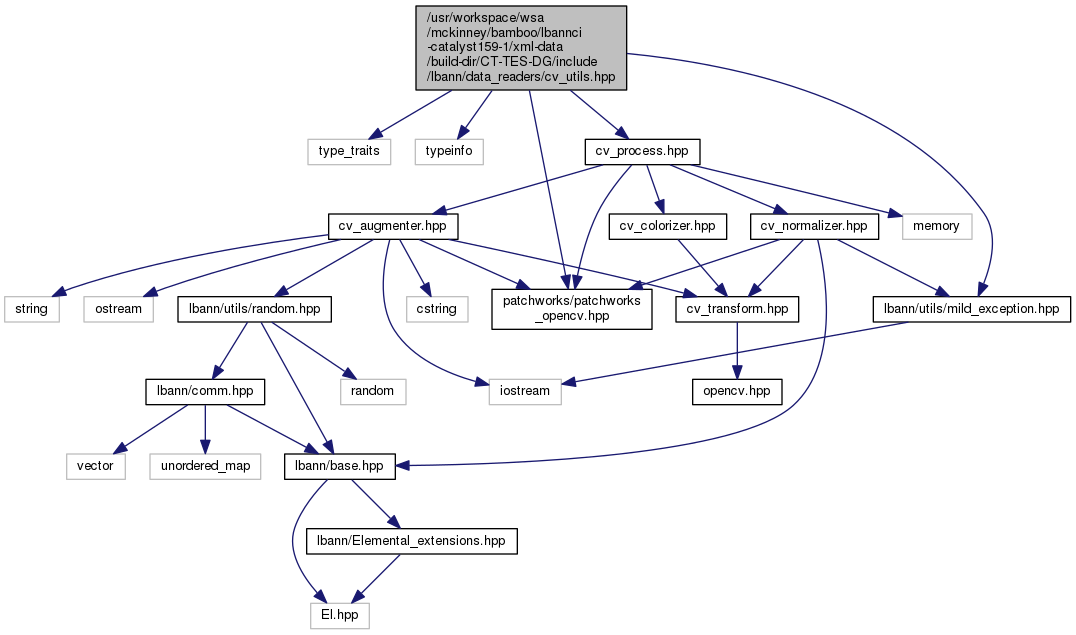 /usr/workspace/wsa
/mckinney/bamboo/lbannci
-catalyst159-1/xml-data
/build-dir/CT-TES-DG/include
/lbann/data_readers/cv_utils.hpp
type_traits
typeinfo
cv_process.hpp
cv_augmenter.hpp
cv_colorizer.hpp
cv_normalizer.hpp
memory
string
ostream
lbann/utils/random.hpp
cstring
patchworks/patchworks
_opencv.hpp
cv_transform.hpp
lbann/utils/mild_exception.hpp
lbann/comm.hpp
random
iostream
opencv.hpp
vector
unordered_map
lbann/base.hpp
lbann/Elemental_extensions.hpp
El.hpp